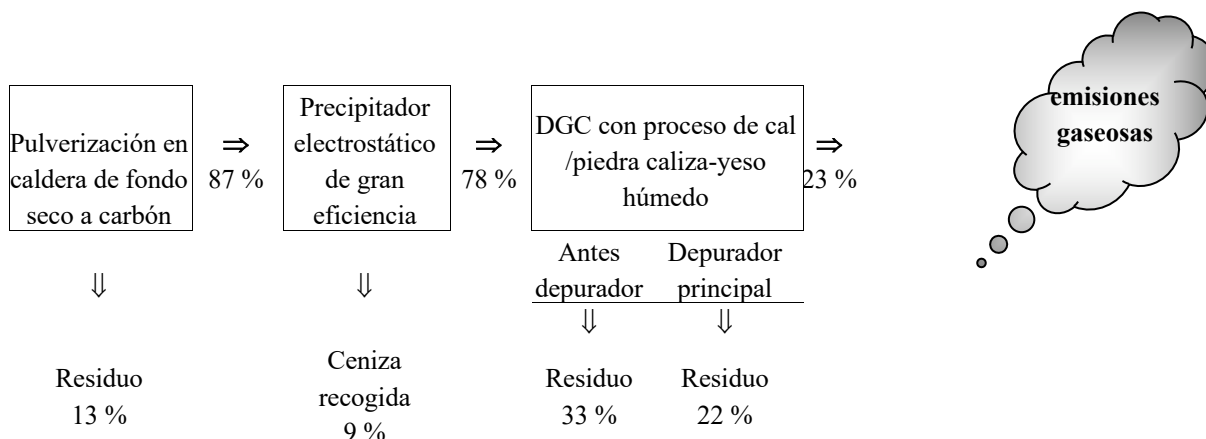 Pulverización en
caldera de fondo
seco a carbón
⇒
87 %
Precipitador
electrostático
de gran
eficiencia
⇒
78 %
DGC con proceso de cal
/piedra caliza-yeso
húmedo
⇒
23 %
emisiones
gaseosas
Antes
depurador
Depurador
principal
⇓
⇓
⇓
⇓
Residuo
13 %
Ceniza
recogida
9 %
Residuo
33 %
Residuo
22 %